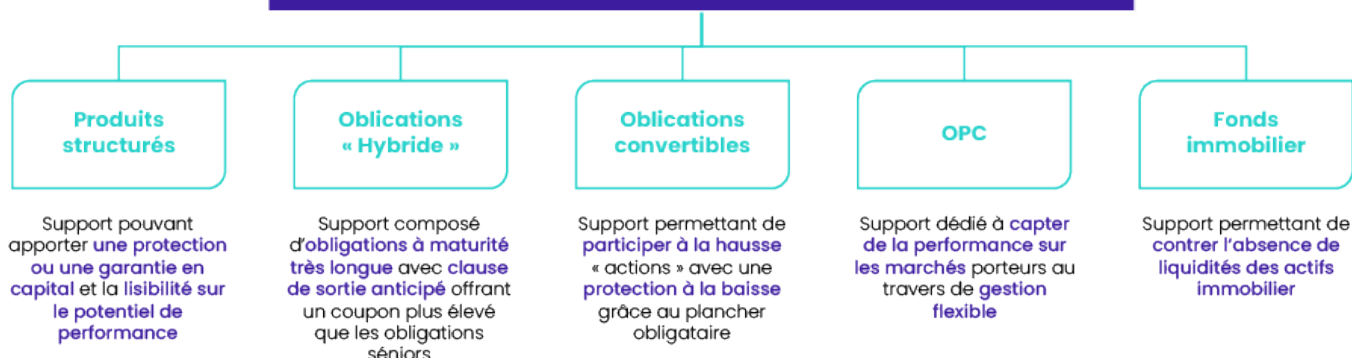 Produits
structurés
Support pouvant
apporter une protection
ou une garantie en
capital et la lisibilité sur
le potentiel de
performance
Oblications
« Hybride »
Support composé
d'obligations à maturité
très longue avec clause
de sortie anticipé offrant
un coupon plus élevé
que les obligations
séniors
Oblications
convertibles
Support permettant de
participer à la hausse
« actions » avec une
protection à la baisse
grâce au plancher
obligataire
OPC
Support dédié à capter
de la performance sur
les marchés porteurs au
travers de gestion
flexible
Fonds
immobilier
Support permettant de
contrer l'absence de
liquidités des actifs
immobilier